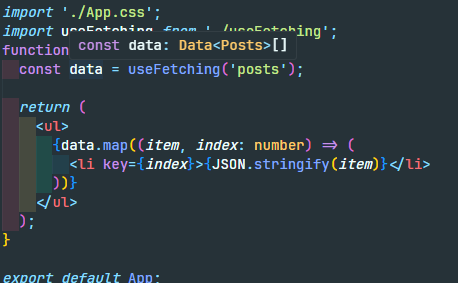 import './App.css';
import useFetching from './useFetching';
function
const data: Data<Posts>[]
const data = useFetching('posts');
return (
<ul>
{data.map((item, index: number) => (
<li key={index}>{JSON.stringify(item)}</li>
))}
</ul>
);
}
export default App;